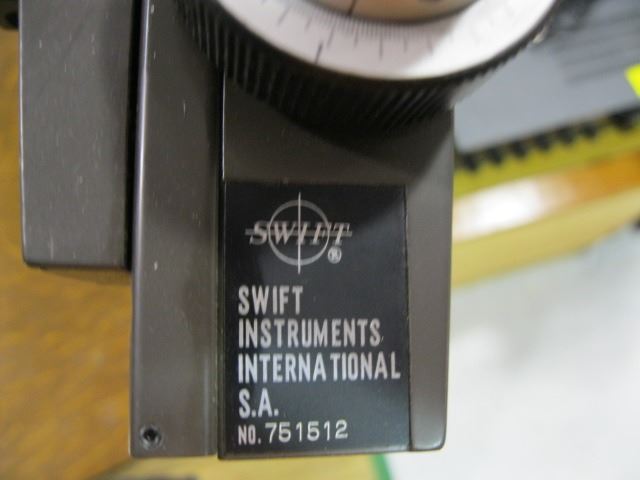 SWIFT
®
SWIFT
INSTRUMENTS
INTERNATIONAL
S.A.
NO. 751512